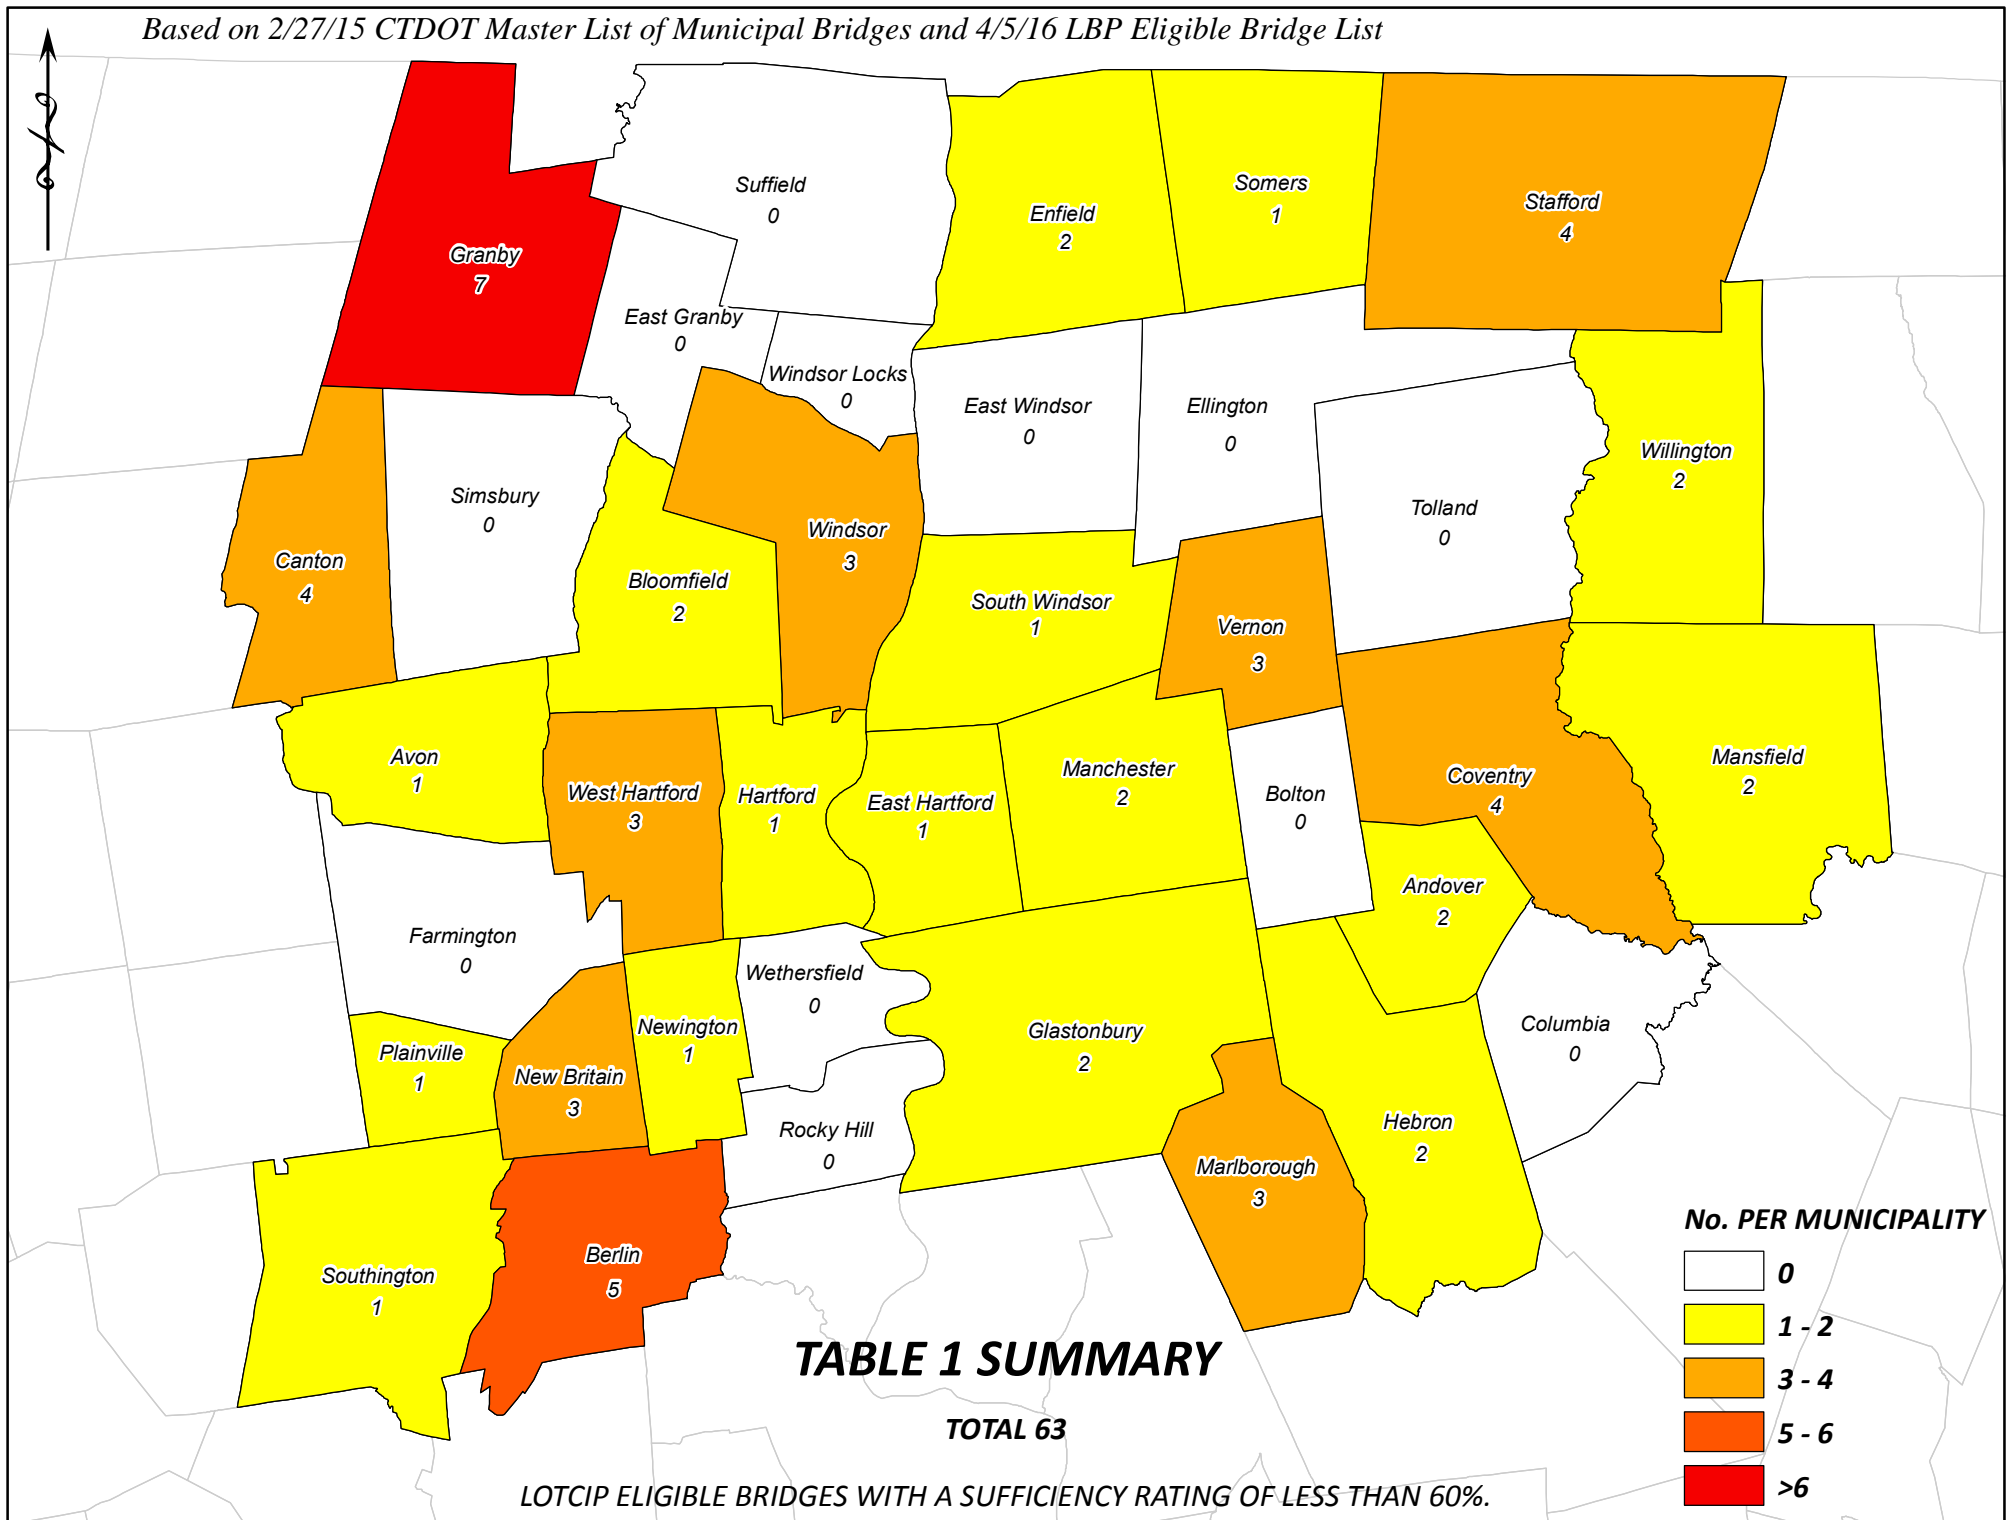 Based on 2/27/15 CTDOT Master List of Municipal Bridges and 4/5/16 LBP Eligible Bridge List
Suffield
0
Enfield
2
Somers
1
Stafford
4
Granby
7
East Granby
0
Windsor Locks
0
East Windsor
0
Ellington
0
Willington
2
Simsbury
0
Tolland
0
Canton
4
Windsor
3
Bloomfield
2
South Windsor
1
Vernon
3
Avon
1
West Hartford
3
Hartford
1
East Hartford
1
Manchester
2
Bolton
0
Coventry
4
Mansfield
2
Andover
2
Farmington
0
Wethersfield
0
Newington
1
Glastonbury
2
Columbia
0
Plainville
1
New Britain
3
Rocky Hill
0
Hebron
2
Marlborough
3
Southington
1
Berlin
5
No. PER MUNICIPALITY
0
1 - 2
3 - 4
5 - 6
>6
TABLE 1 SUMMARY
TOTAL 63
LOTCIP ELIGIBLE BRIDGES WITH A SUFFICIENCY RATING OF LESS THAN 60%.